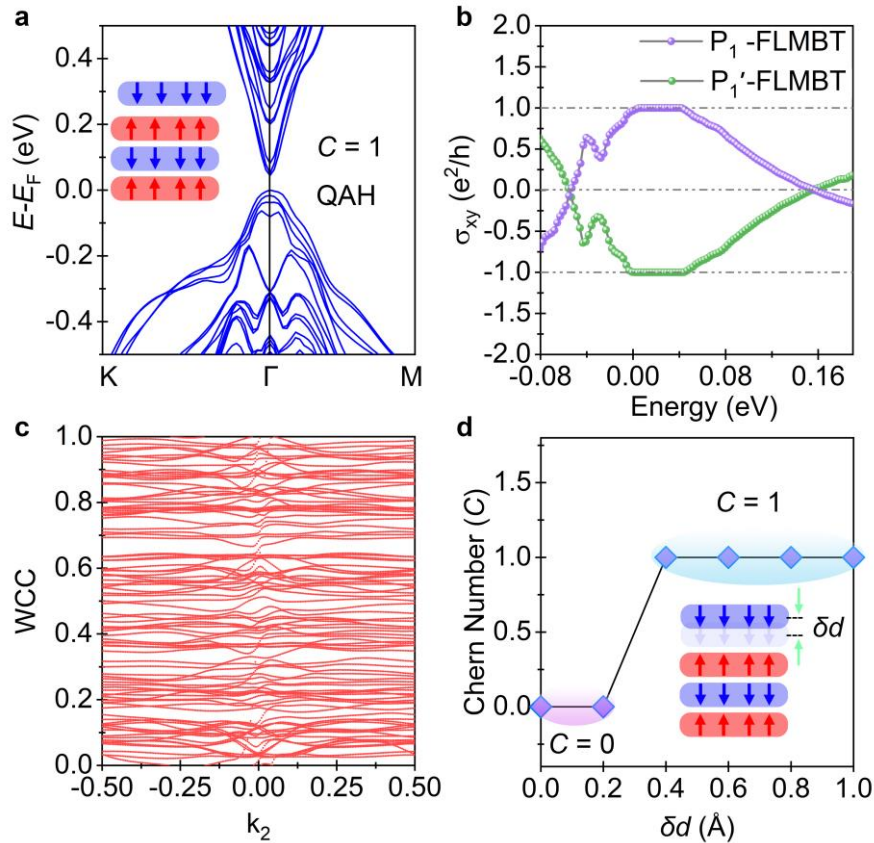 a
0.5
0.2
0.0
-0.2
-0.4
E-E_F (eV)
C = 1
QAH
K
Γ
M
b
2.0
1.5
1.0
0.5
0.0
-0.5
-1.0
-1.5
-2.0
σ_xy (e²/h)
P₁ -FLMBT
P₁′-FLMBT
-0.08
0.00
0.08
0.16
Energy (eV)
c
1.0
0.8
0.6
0.4
0.2
0.0
WCC
-0.50
-0.25
0.00
0.25
0.50
k₂
d
1.5
1.0
0.5
0.0
Chern Number (C)
C = 1
δd
C = 0
0.0
0.2
0.4
0.6
0.8
1.0
δd (Å)